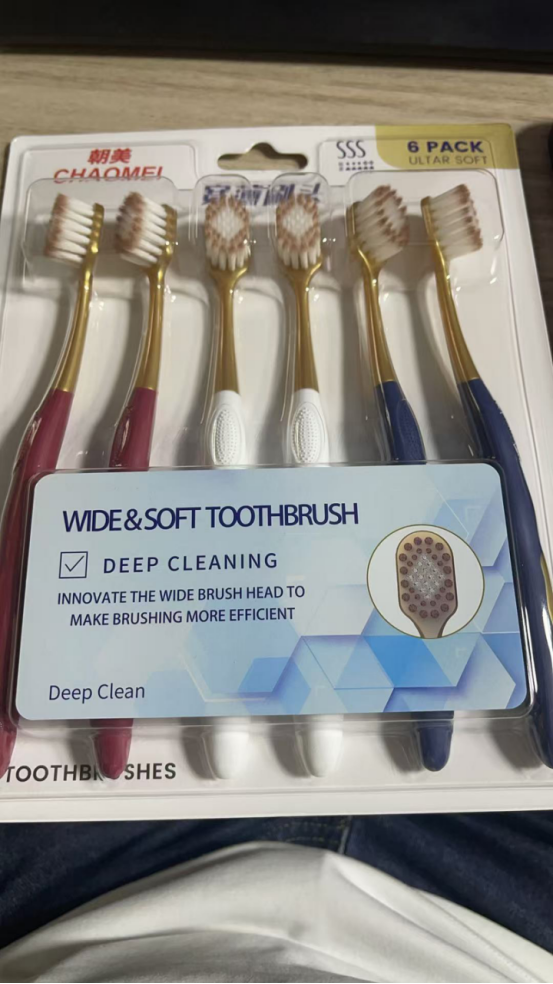 朝美
CHAOMEI
SSS
6 PACK
ULTAR SOFT
WIDE&SOFT TOOTHBRUSH
DEEP CLEANING
INNOVATE THE WIDE BRUSH HEAD TO
MAKE BRUSHING MORE EFFICIENT
Deep Clean
TOOTHBRUSHES